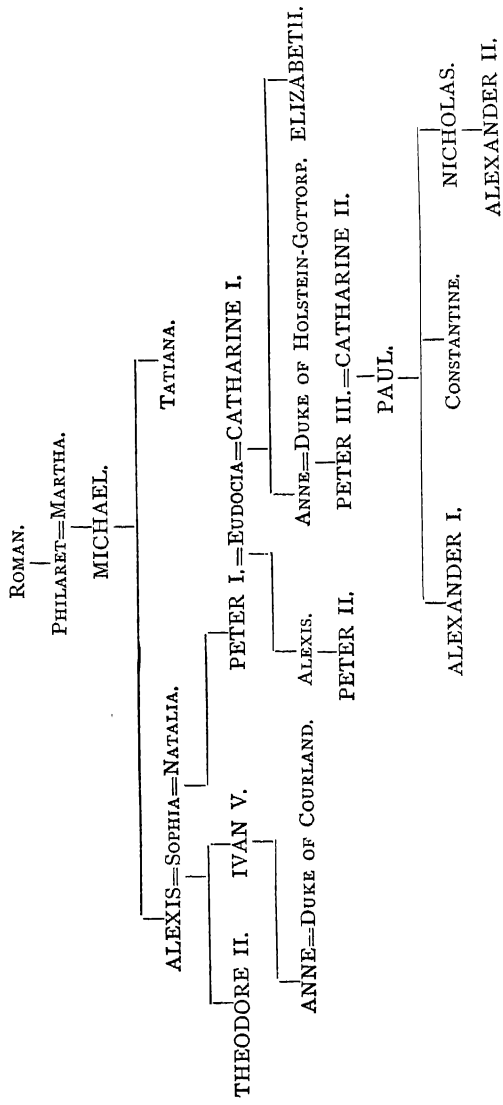 ROMAN.
PHILARET=MARTHA.
MICHAEL.
ALEXIS=SOPHIA=NATALIA. TATIANA.
THEODORE II. IVAN V. PETER I.=EUDOCIA=CATHARINE I.
ANNE=DUKE OF COURLAND. ALEXIS. ANNE=DUKE OF HOLSTEIN-GOTTORP. ELIZABETH.
PETER II. PETER III.=CATHARINE II.
PAUL.
ALEXANDER I. CONSTANTINE. NICHOLAS.
ALEXANDER II.